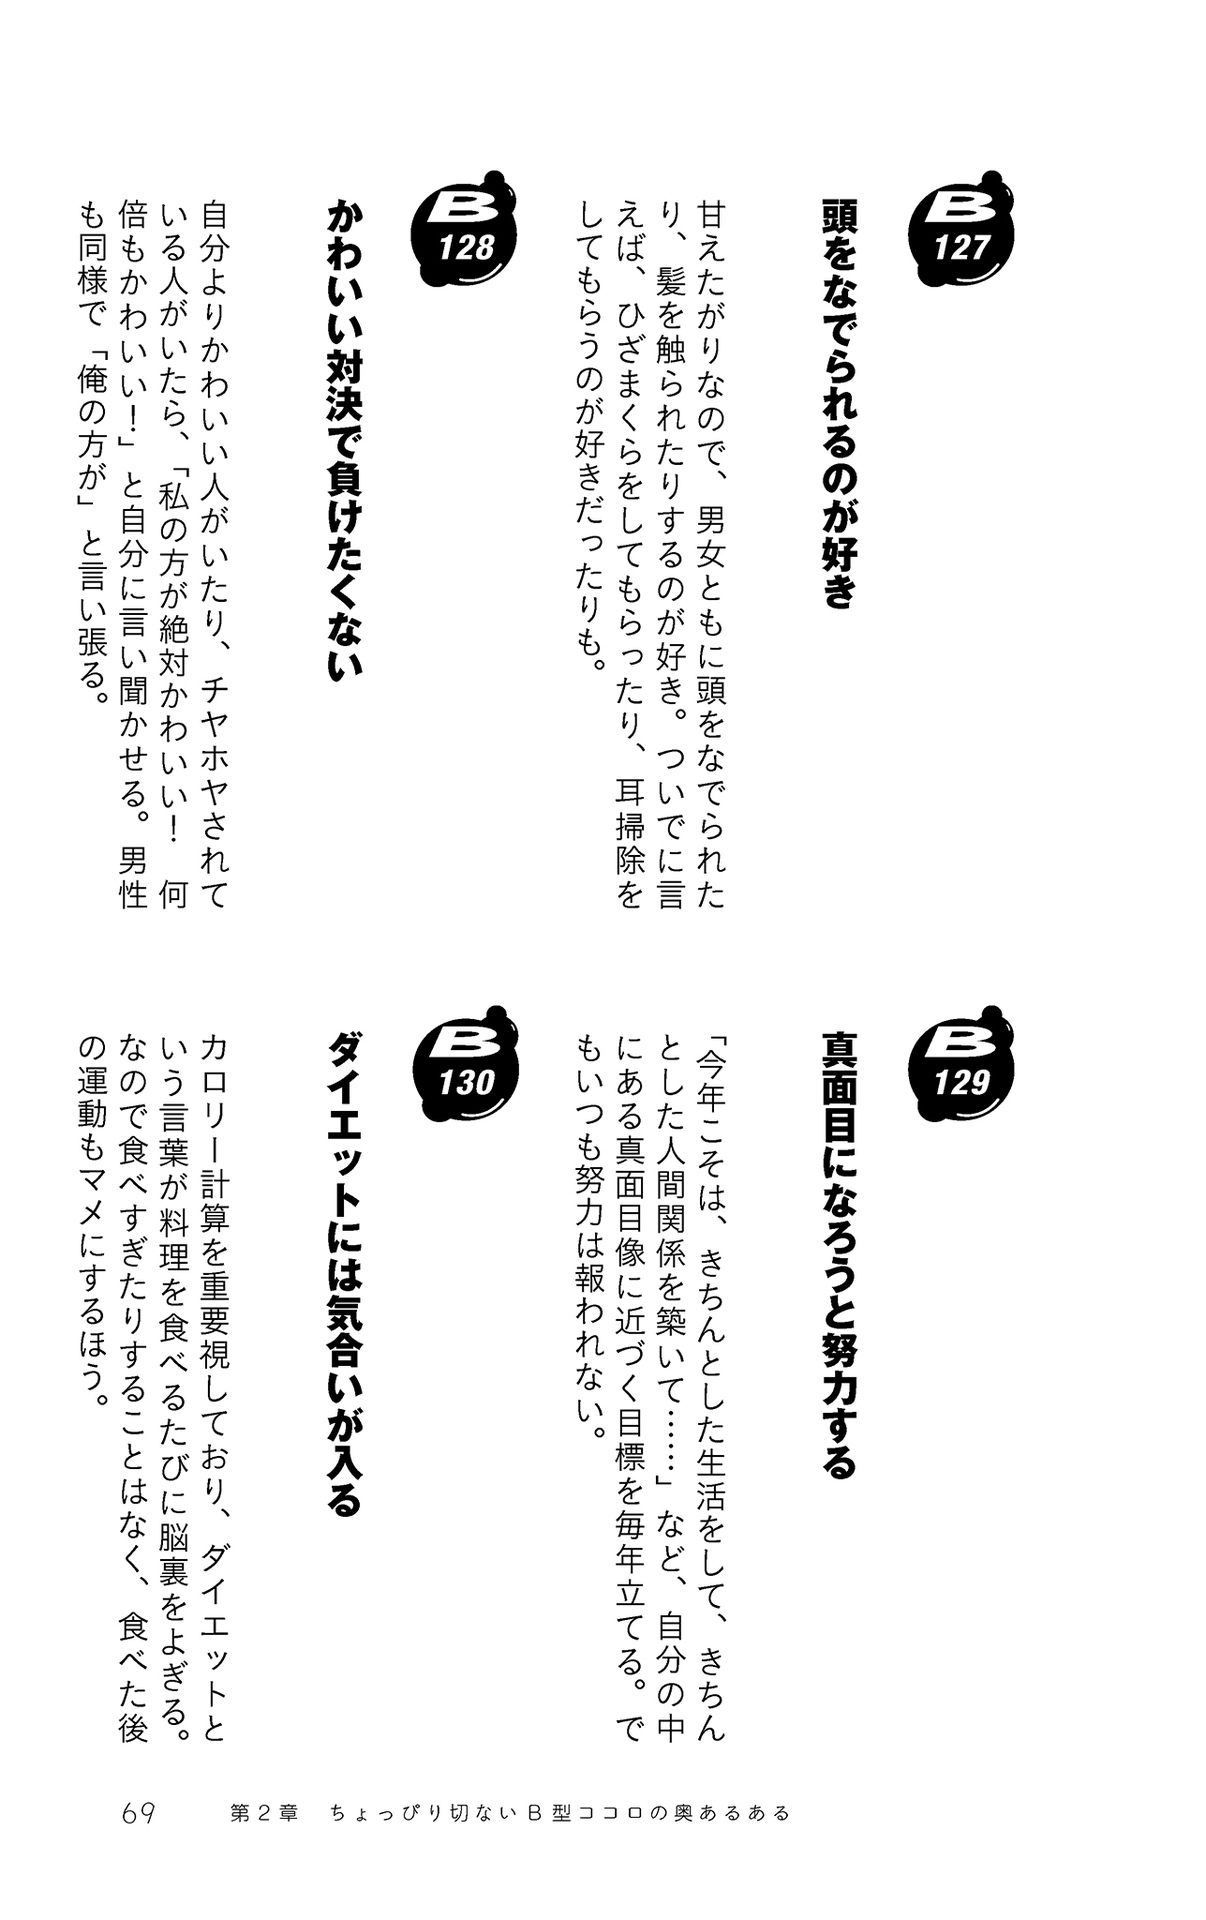 B
127
頭をなでられるのが好き
甘えたがりなので、男女ともに頭をなでられた
り、髪を触られたりするのが好き。ついでに言
えば、ひざまくらをしてもらったり、耳掃除を
してもらうのが好きだったりも。
B
128
かわいい対決で負けたくない
自分よりかわいい人がいたり、チヤホヤされて
いる人がいたら、「私の方が絶対かわいい！　何
倍もかわいい！」と自分に言い聞かせる。男性
も同様で「俺の方が」と言い張る。
B
129
真面目になろうと努力する
「今年こそは、きちんとした生活をして、きちん
とした人間関係を築いて……」など、自分の中
にある真面目像に近づく目標を毎年立てる。で
もいつも努力は報われない。
B
130
ダイエットには気合いが入る
カロリー計算を重要視しており、ダイエットと
いう言葉が料理を食べるたびに脳裏をよぎる。
なので食べすぎたりすることはなく、食べた後
の運動もマメにするほう。
69　第2章　ちょっぴり切ないB型ココロの奥あるある